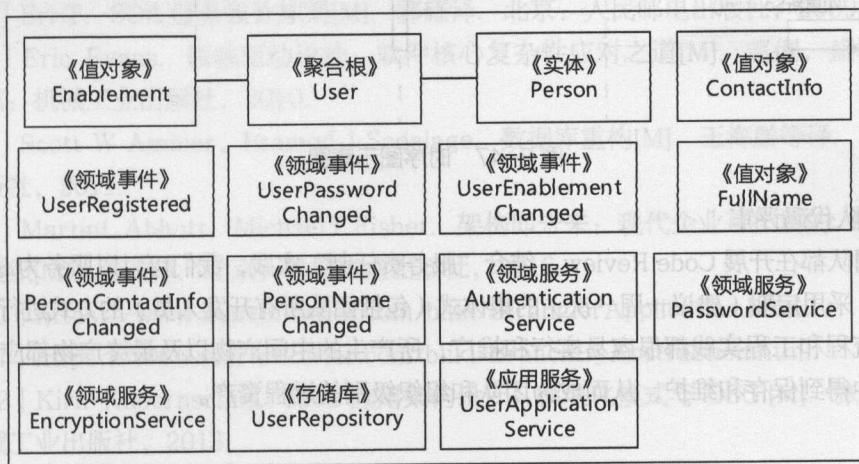 《值对象》
Enablement
《聚合根》
User
《实体》
Person
《值对象》
ContactInfo
《领域事件》
UserRegistered
《领域事件》
UserPassword
Changed
《领域事件》
UserEnablement
Changed
《值对象》
FullName
《领域事件》
PersonContactInfo
Changed
《领域事件》
PersonName
Changed
《领域服务》
Authentication
Service
《领域服务》
PasswordService
《领域服务》
EncryptionService
《存储库》
UserRepository
《应用服务》
UserApplication
Service